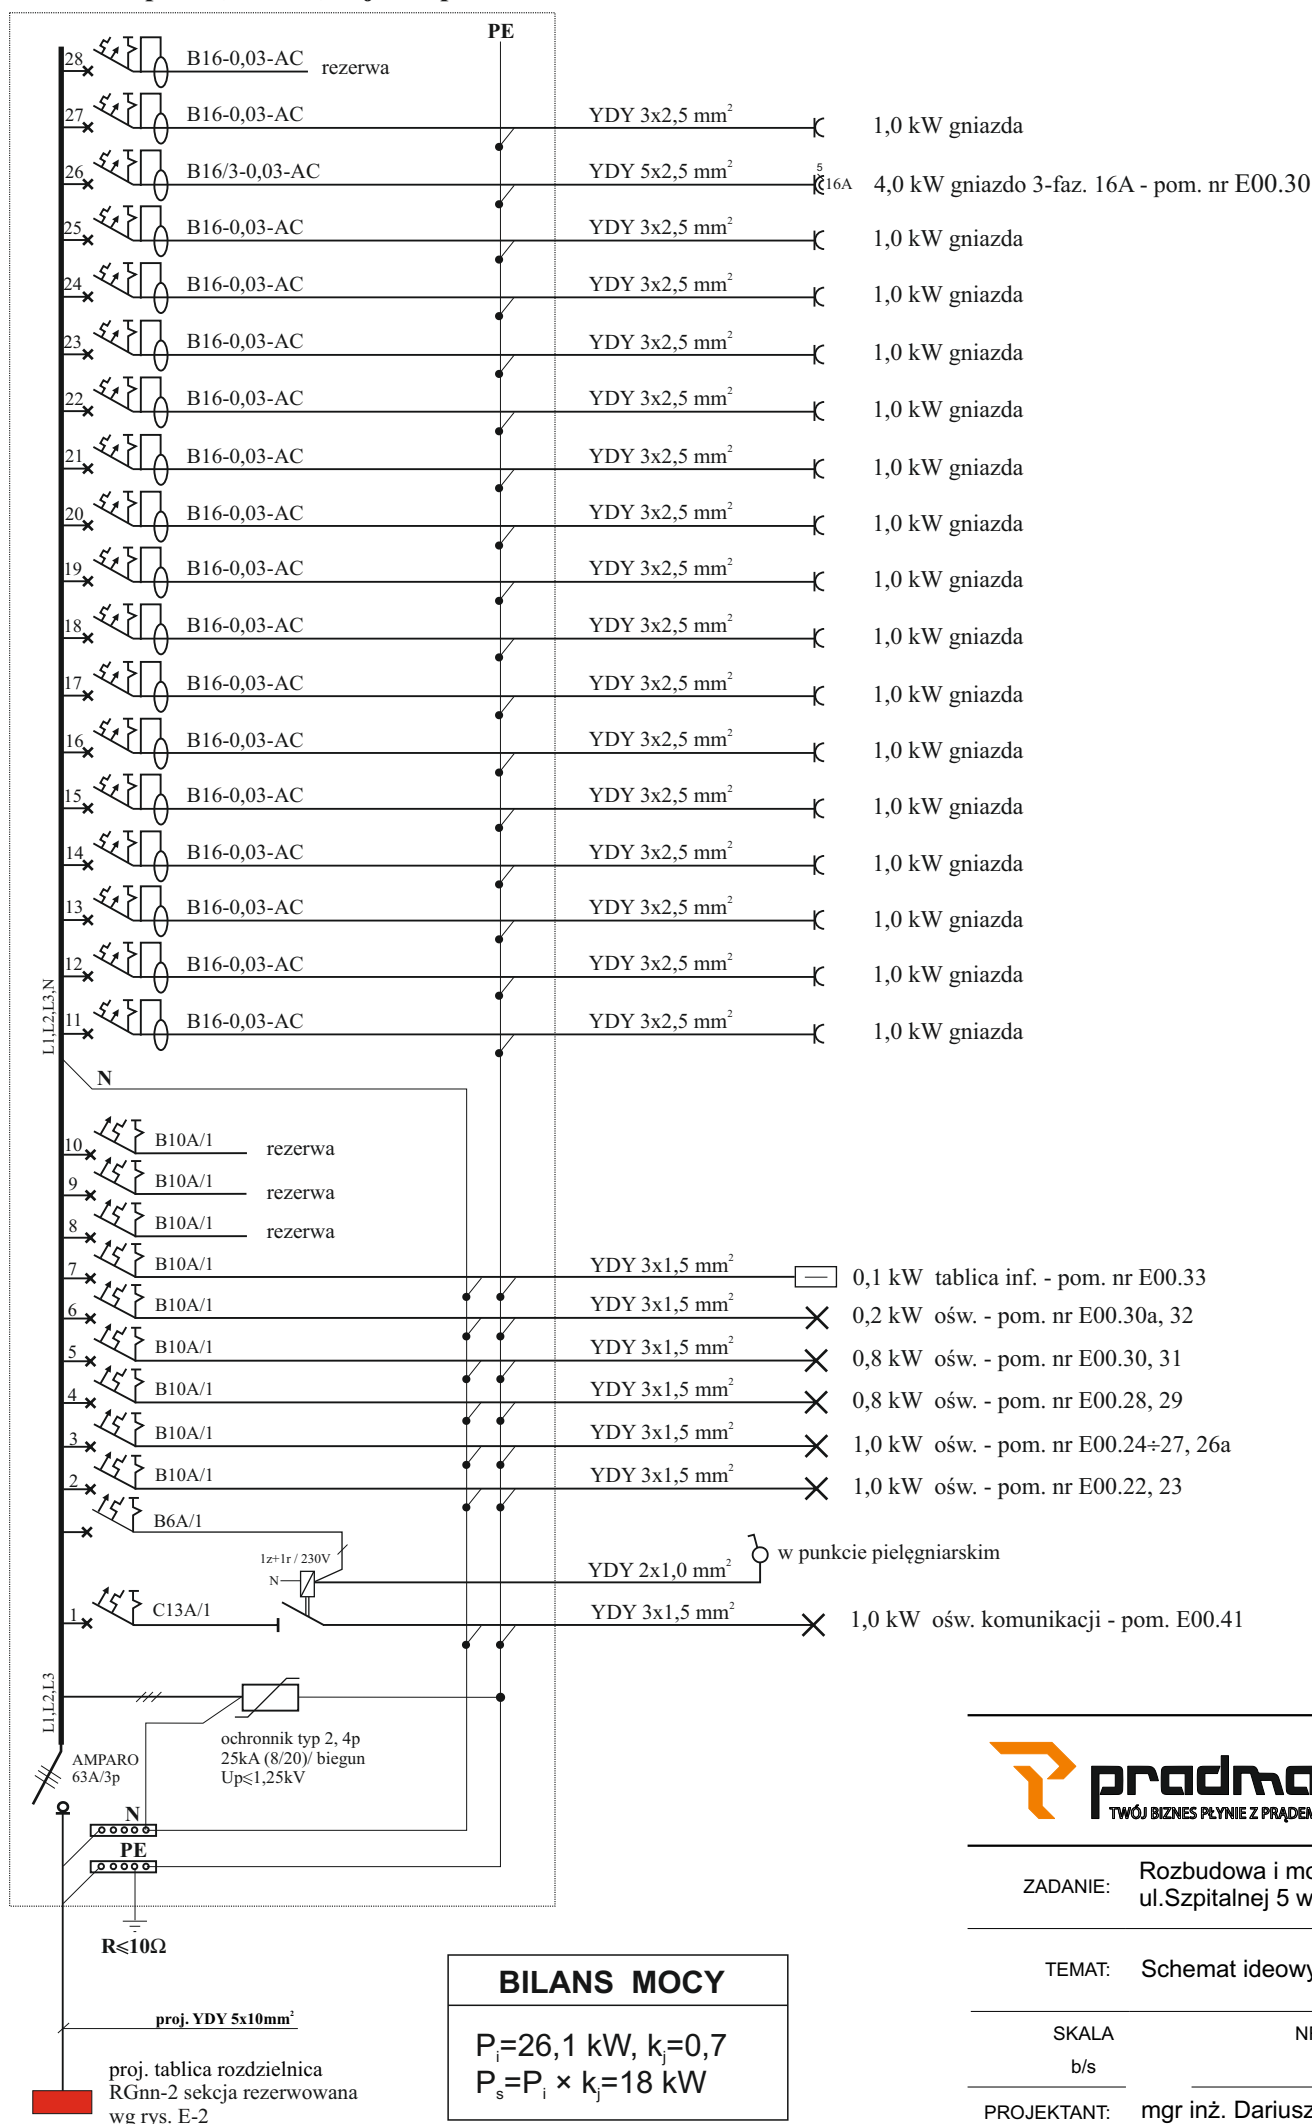 PE
28 B16-0,03-AC rezerwa
27 B16-0,03-AC YDY 3x2,5 mm² 1,0 kW gniazda
26 B16/3-0,03-AC YDY 5x2,5 mm² 5 16A 4,0 kW gniazdo 3-faz. 16A - pom. nr E00.30
25 B16-0,03-AC YDY 3x2,5 mm² 1,0 kW gniazda
24 B16-0,03-AC YDY 3x2,5 mm² 1,0 kW gniazda
23 B16-0,03-AC YDY 3x2,5 mm² 1,0 kW gniazda
22 B16-0,03-AC YDY 3x2,5 mm² 1,0 kW gniazda
21 B16-0,03-AC YDY 3x2,5 mm² 1,0 kW gniazda
20 B16-0,03-AC YDY 3x2,5 mm² 1,0 kW gniazda
19 B16-0,03-AC YDY 3x2,5 mm² 1,0 kW gniazda
18 B16-0,03-AC YDY 3x2,5 mm² 1,0 kW gniazda
17 B16-0,03-AC YDY 3x2,5 mm² 1,0 kW gniazda
16 B16-0,03-AC YDY 3x2,5 mm² 1,0 kW gniazda
15 B16-0,03-AC YDY 3x2,5 mm² 1,0 kW gniazda
14 B16-0,03-AC YDY 3x2,5 mm² 1,0 kW gniazda
13 B16-0,03-AC YDY 3x2,5 mm² 1,0 kW gniazda
12 B16-0,03-AC YDY 3x2,5 mm² 1,0 kW gniazda
11 B16-0,03-AC YDY 3x2,5 mm² 1,0 kW gniazda
L1,L2,L3,N
N
10 B10A/1 rezerwa
9 B10A/1 rezerwa
8 B10A/1 rezerwa
7 B10A/1 YDY 3x1,5 mm² 0,1 kW tablica inf. - pom. nr E00.33
6 B10A/1 YDY 3x1,5 mm² 0,2 kW ośw. - pom. nr E00.30a, 32
5 B10A/1 YDY 3x1,5 mm² 0,8 kW ośw. - pom. nr E00.30, 31
4 B10A/1 YDY 3x1,5 mm² 0,8 kW ośw. - pom. nr E00.28, 29
3 B10A/1 YDY 3x1,5 mm² 1,0 kW ośw. - pom. nr E00.24÷27, 26a
2 B10A/1 YDY 3x1,5 mm² 1,0 kW ośw. - pom. nr E00.22, 23
B6A/1
1z+1r / 230V
N
YDY 2x1,0 mm² w punkcie pielęgniarskim
1 C13A/1 YDY 3x1,5 mm² 1,0 kW ośw. komunikacji - pom. E00.41
L1,L2,L3
ochronnik typ 2, 4p
25kA (8/20)/ biegun
Up⩽1,25kV
AMPARO
63A/3p
N
PE
R⩽10Ω
proj. YDY 5x10mm²
proj. tablica rozdzielnica
RGnn-2 sekcja rezerwowana
wg rys. E-2
BILANS MOCY
Pi=26,1 kW, kj=0,7
Ps=Pi × kj=18 kW
TWÓJ BIZNES PŁYNIE Z PRĄDEM
ZADANIE: Rozbudowa i
ul.Szpitalnej 5 w
TEMAT: Schemat ideowy
SKALA
b/s
PROJEKTANT: mgr inż. Dariusz